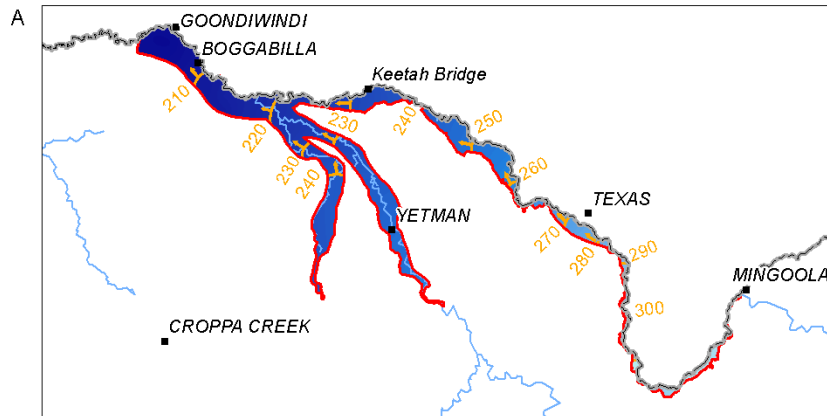 A
GOONDIWINDI
BOGGABILLA
Keetah Bridge
210
220
230
240
250
230
240
260
YETMAN
TEXAS
270
280
290
MINGOOLA
300
CROPPA CREEK